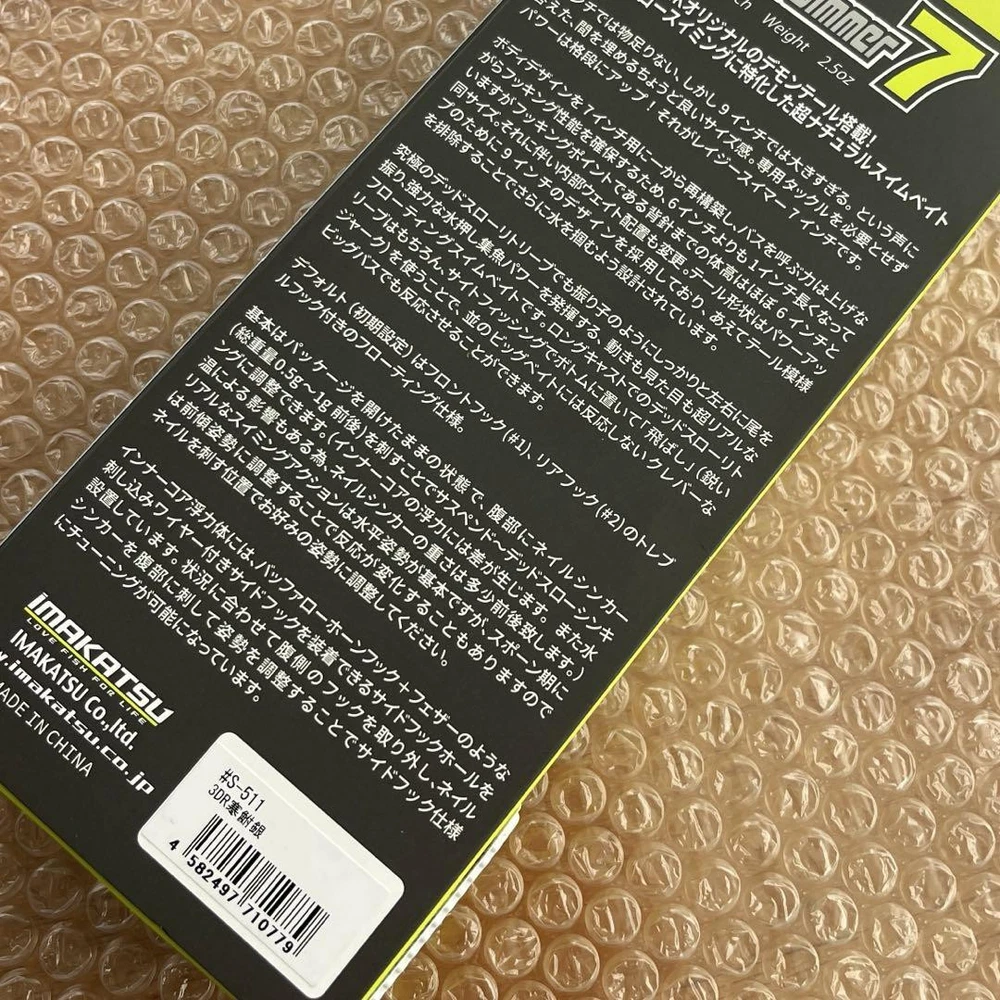 immer7
ch Weight 2.5oz
Kオリジナルのデモンテール搭載!
ースイミングに特化した超ナチュラルスイムベイト
ンチでは物足りない、しかし9インチでは大きすぎる。という声に
答えた、間を埋めるちょうど良いサイズ感。専用タックルを必要とせず
パワーは格段にアップ!それがレイジースイマー7インチです。
ボディデザインを7インチ用に一から再構築し、バスを呼ぶ力は上げな
がらフッキング性能を確保するため、6インチよりも1インチ長くなって
いますがフッキングポイントである背針までの体高はほぼ6インチと
同サイズ。それに伴い内部ウェイト配置も変更。テール形状はパワーアッ
プのために9インチのデザインを採用しており、あえてテール模様
を排除することでさらに水を掴むよう設計されています。
究極のデッドスローリトリーブでも振り子のようにしっかりと左右に尾を
振り強力な水押し集魚パワーを発揮する、動きも見た目も超リアルな
フローティングスイムベイトです。ロングキャストでのデッドスローリト
リーブはもちろん、サイトフィッシングでボトムに置いて「飛ばし」(鋭い
ジャーク)を使うことで、並のビッグベイトには反応しないクレバーな
ビッグバスでも反応させることができます。
デフォルト(初期設定)はフロントフック(#1)、リアフック(#2)のトレブ
ルフック付きのフローティング仕様。
基本はパッケージを開けたままの状態で、腹部にネイルシンカー
(総重量0.5g~1g前後)を刺すことでサスペンド~デッドスローシンキ
ングに調整できます。(インナーコアの浮力には差が生じます。また水
温による影響もある為、ネイルシンカーの重さは多少前後致します。)
リアルなスイミングアクションは水平姿勢が基本ですが、スポーン期に
は前傾姿勢に調整することで反応が変化することもありますので
ネイルを刺す位置でお好みの姿勢に調整してください。
インナーコア浮力体には、バッファローホーンフック+フェザーのような
刺し込みワイヤー付きサイドフックを装着できるサイドフックホールを
設置しています。状況に合わせて腹側のフックを取り外し、ネイル
シンカーを腹部に刺して姿勢を調整することでサイドフック仕様
にチューニングが可能になっています。
IMAKATSU
LOVE FISH FOR LIFE
IMAKATSU Co.,ltd.
.imakatsu.co.jp
MADE IN CHINA
#S-511
3DR寒鮒銀
4 582497 710779